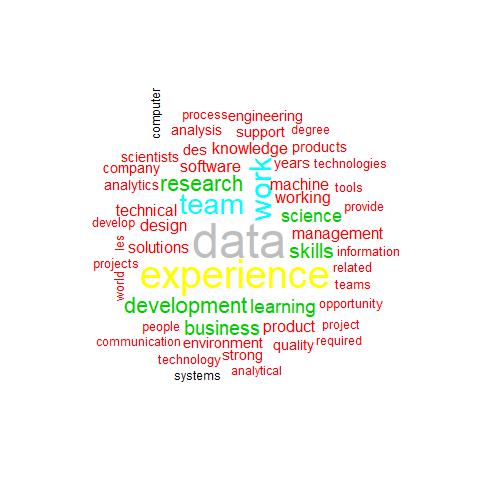 computer
process engineering
analysis support degree
des knowledge products
scientists software work years technologies
company
analytics research machine tools
team working provide
technical science
develop design management
les solutions data skills information
projects related
world experience teams
development learning opportunity
people business product project
communication environment quality required
technology strong
systems analytical